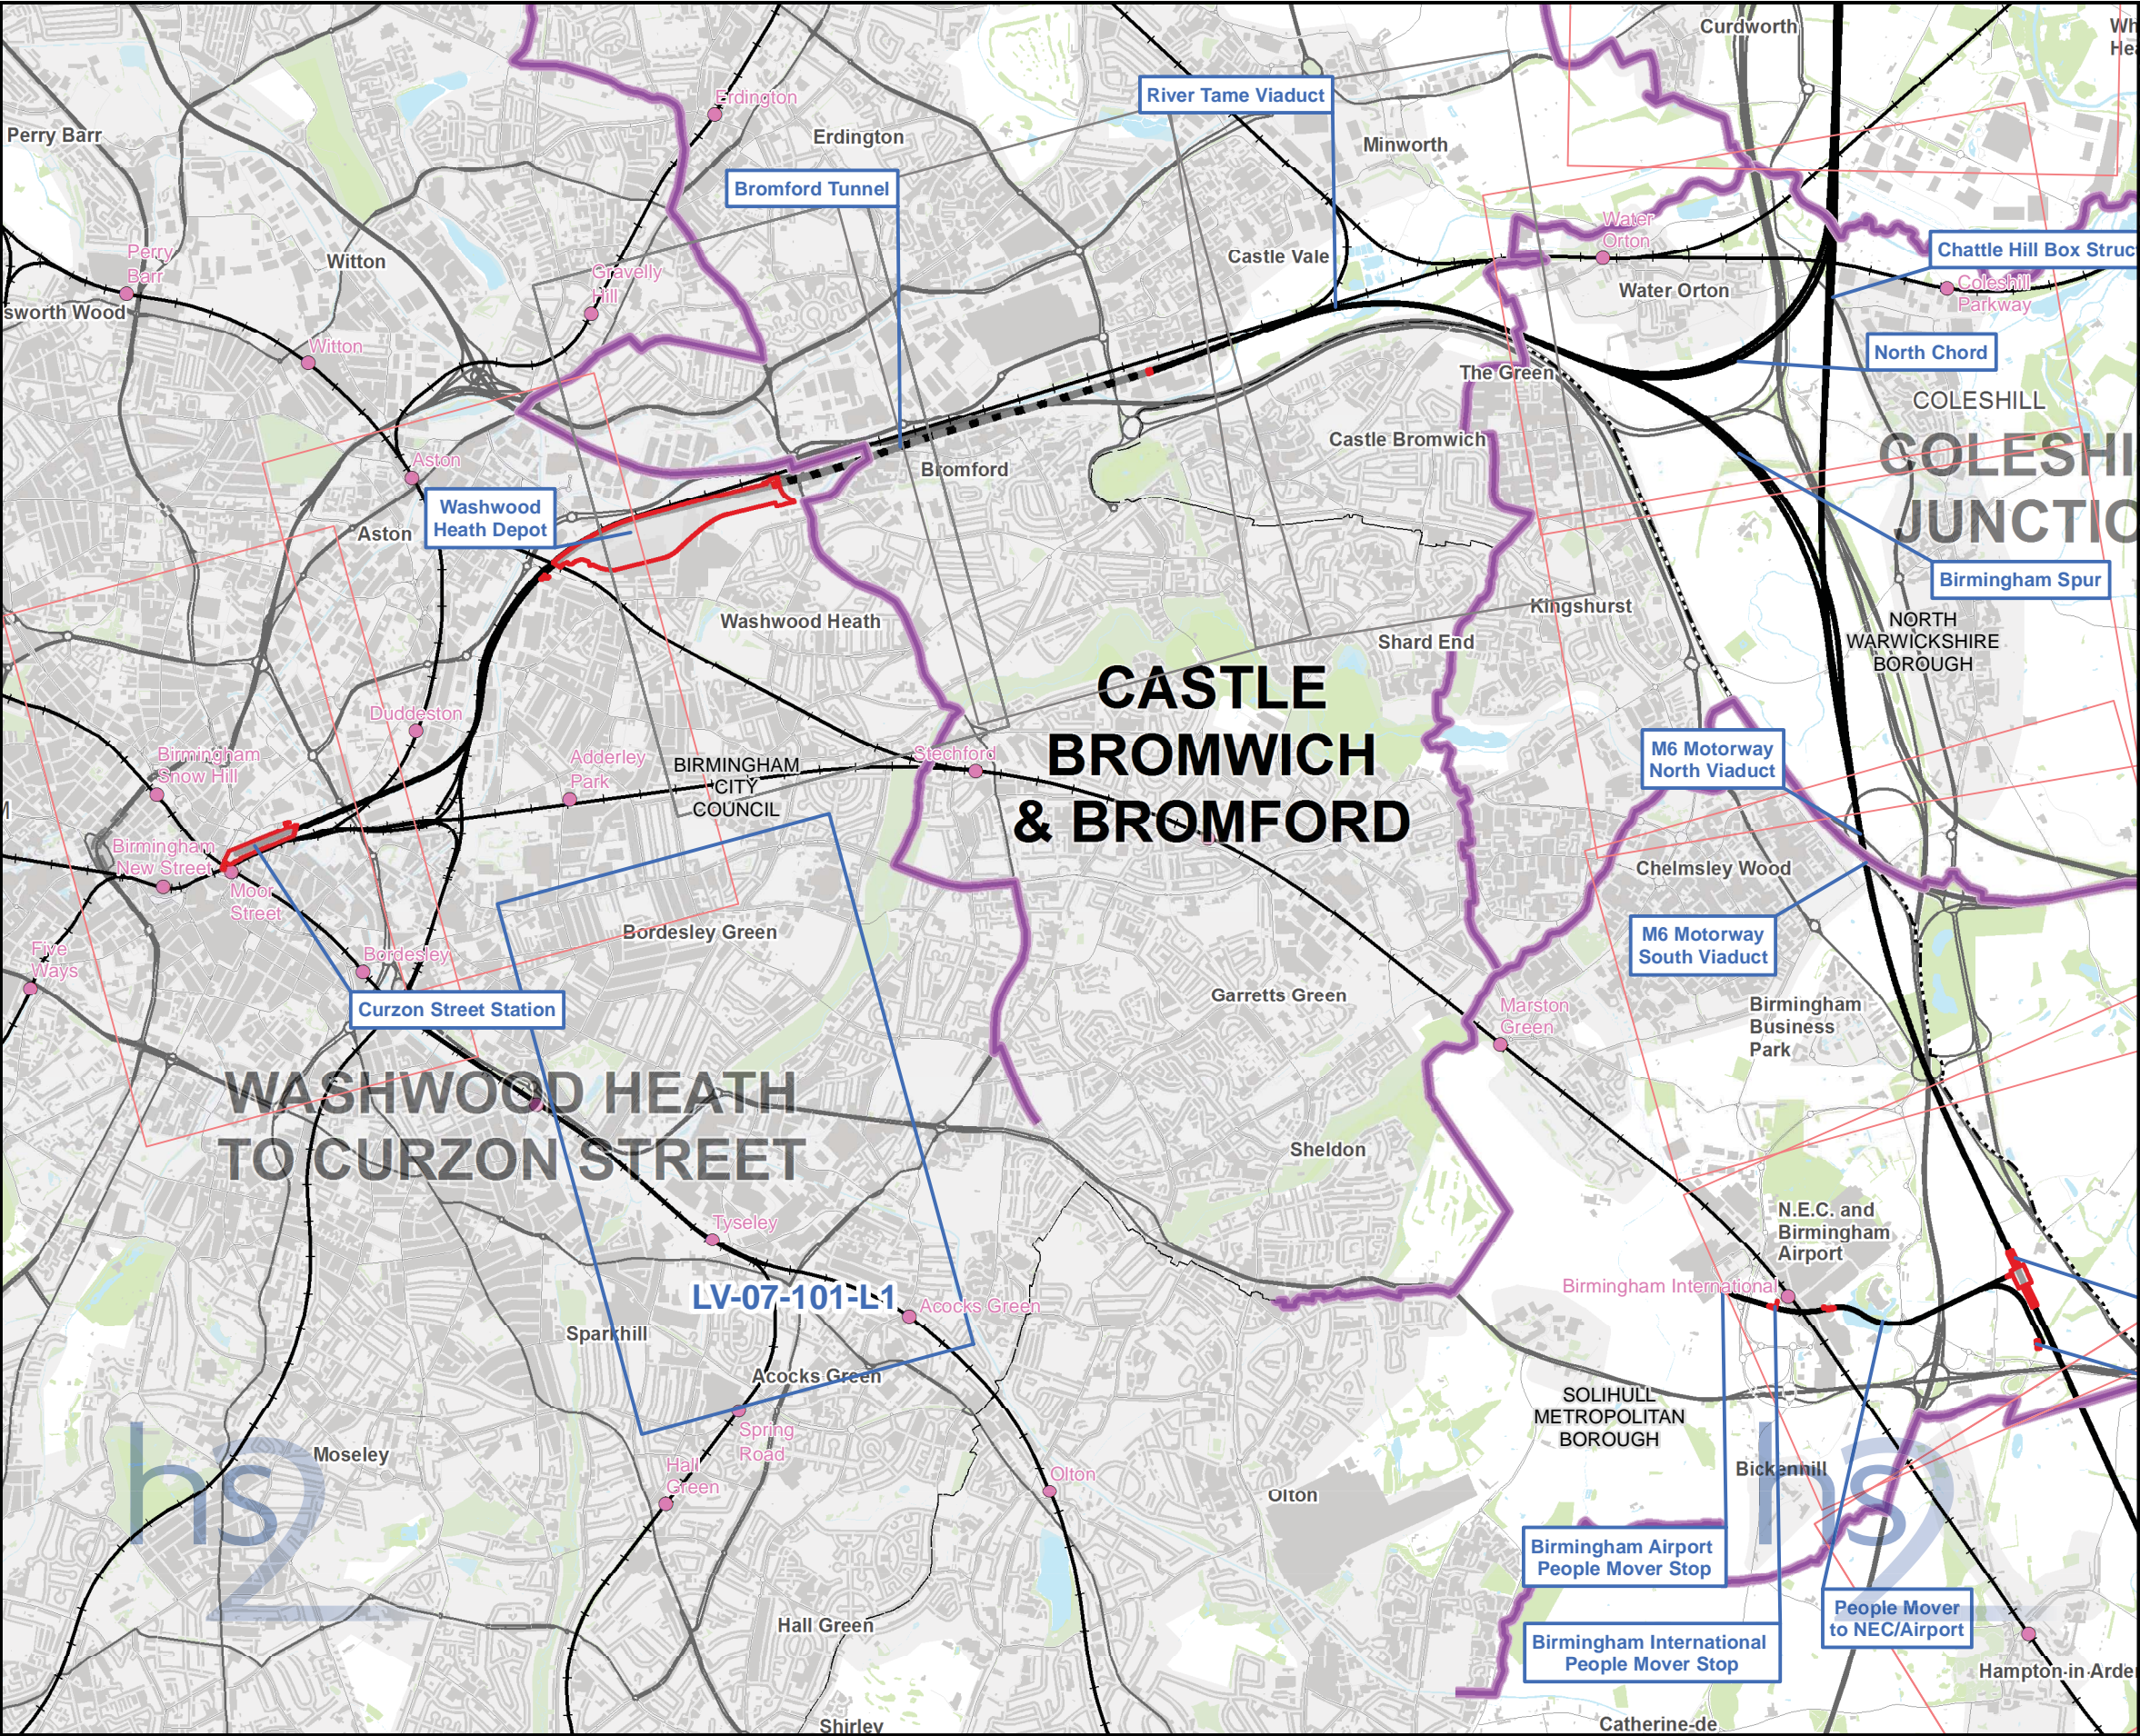 Curdworth
Wh
He
Erdington
Perry Barr
Erdington
River Tame Viaduct
Minworth
Bromford Tunnel
Water
Orton
Perry
Barr
Witton
Castle Vale
Chattle Hill Box Struc
Gravelly
Hill
Water Orton
Coleshill
Parkway
sworth Wood
Witton
North Chord
The Green
COLESHILL
Castle Bromwich
COLESHI
JUNCTIO
Aston
Bromford
Washwood
Heath Depot
Aston
Birmingham Spur
Kingshurst
Washwood Heath
NORTH
WARWICKSHIRE
BOROUGH
Shard End
CASTLE
BROMWICH
& BROMFORD
Duddeston
Birmingham
Snow Hill
Adderley
Park
BIRMINGHAM
CITY
COUNCIL
Stechford
M6 Motorway
North Viaduct
Birmingham
New Street
Moor
Street
Chelmsley Wood
Bordesley Green
M6 Motorway
South Viaduct
Five
Ways
Bordesley
Curzon Street Station
Garretts Green
Marston
Green
Birmingham
Business
Park
WASHWOOD HEATH
TO CURZON STREET
Sheldon
Tyseley
N.E.C. and
Birmingham
Airport
Birmingham International
LV-07-101-L1
Acocks Green
Sparkhill
Acocks Green
SOLIHULL
METROPOLITAN
BOROUGH
Spring
Road
Moseley
Hall
Green
Olton
Olton
Bickenhill
hs2
hs2
Birmingham Airport
People Mover Stop
People Mover
to NEC/Airport
Hall Green
Birmingham International
People Mover Stop
Hampton in Arde
Shirley
Catherine-de